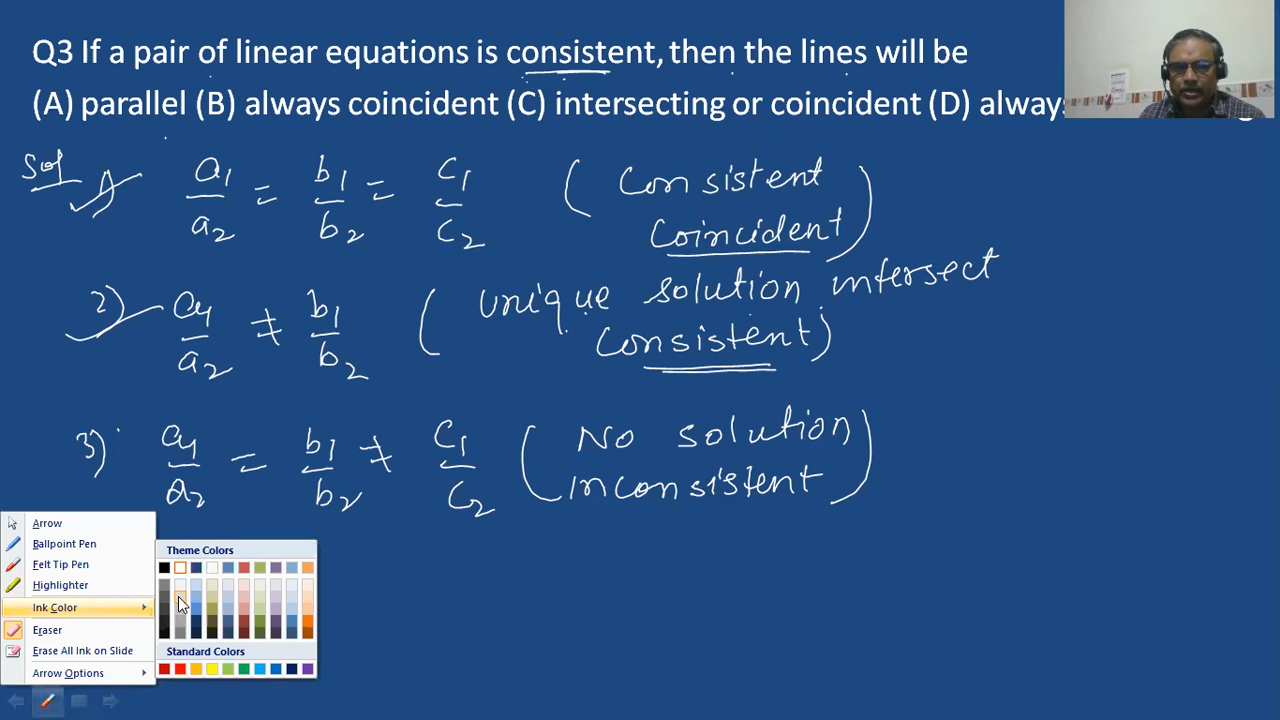 Q3 If a pair of linear equations is consistent, then the lines will be
(A) parallel (B) always coincident (C) intersecting or coincident (D) always
Sol 1) a1/a2 = b1/b2 = c1/c2 (Consistent
Coincident)
2) a1/a2 ≠ b1/b2 (unique solution intersect
Consistent)
3) a1/a2 = b1/b2 ≠ c1/c2 (No solution
inconsistent)
Arrow
Ballpoint Pen
Felt Tip Pen
Highlighter
Ink Color
Eraser
Erase All Ink on Slide
Arrow Options
Theme Colors
Standard Colors